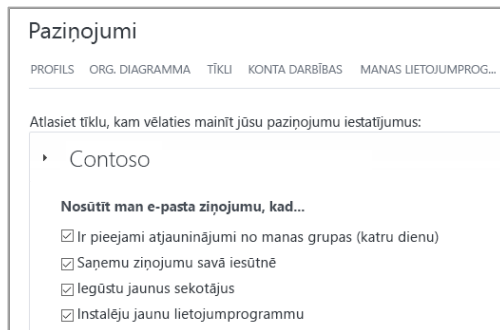 Paziņojumi
PROFILS ORG. DIAGRAMMA TĪKLI KONTA DARBĪBAS MANAS LIETOJUMPROG...
Atlasiet tīklu, kam vēlaties mainīt jūsu paziņojumu iestatījumus:
Contoso
Nosūtīt man e-pasta ziņojumu, kad...
Ir pieejami atjauninājumi no manas grupas (katru dienu)
Saņemu ziņojumu savā iesūtnē
Iegūstu jaunus sekotājus
Instalēju jaunu lietojumprogrammu